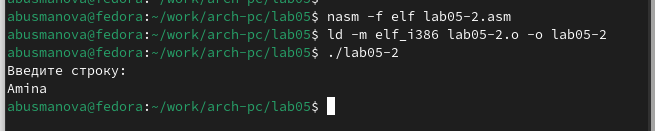 abusmanova@fedora:~/work/arch-pc/lab05$ nasm -f elf lab05-2.asm
abusmanova@fedora:~/work/arch-pc/lab05$ ld -m elf_i386 lab05-2.o -o lab05-2
abusmanova@fedora:~/work/arch-pc/lab05$ ./lab05-2
Введите строку:
Amina
abusmanova@fedora:~/work/arch-pc/lab05$